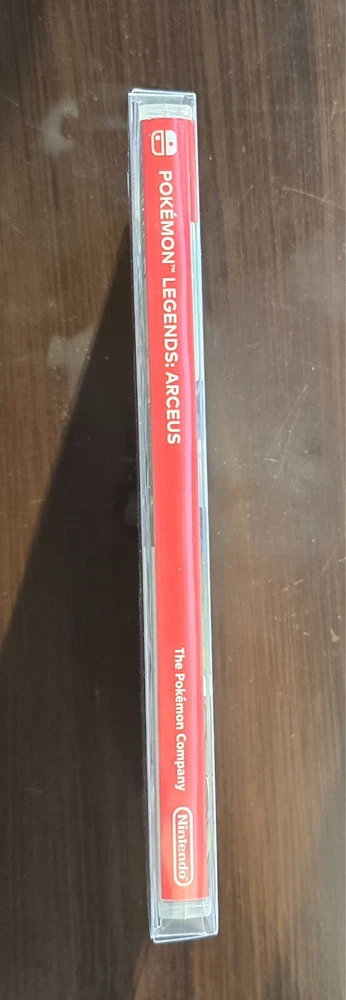 POKÉMON™ LEGENDS: ARCEUS
The Pokémon Company
Nintendo